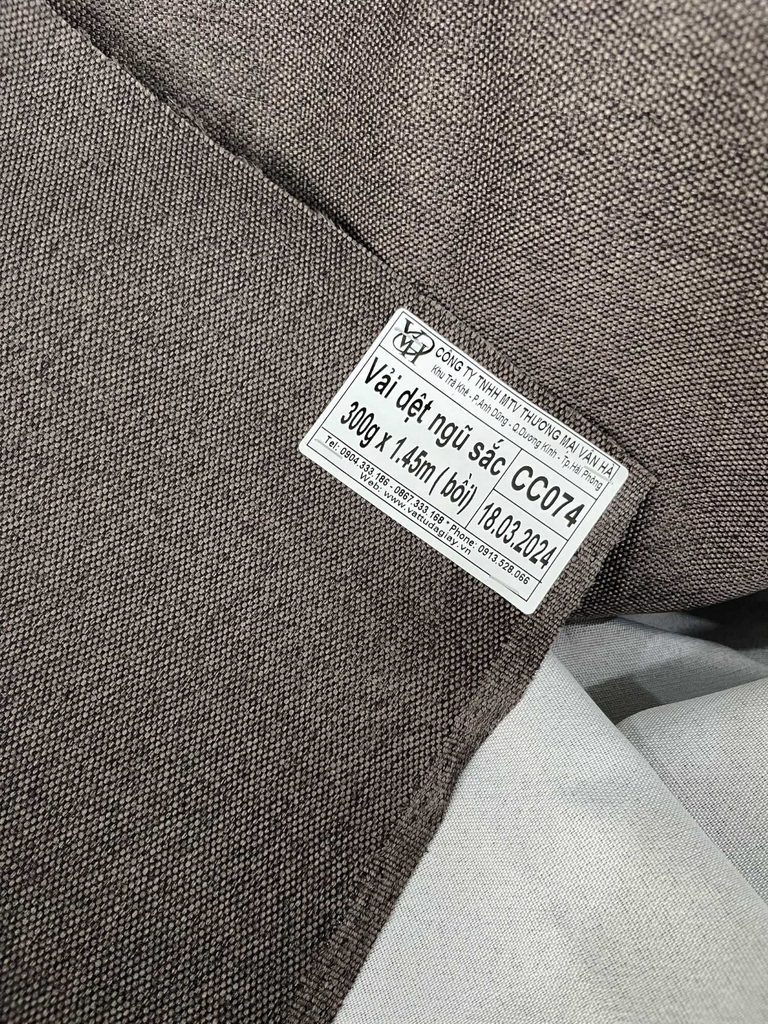 VH
CÔNG TY TNHH MTV THƯƠNG MẠI VÂN HÀ
Khu Trà Khê - P.Anh Dũng - Q.Dương Kinh - Tp.Hải Phòng
Vải dệt ngũ sắc
300g x 1.45m ( bồi)
CC074
18.03.2024
Tel: 0904.333.186 - 0867.333.168 * Phone: 0913.528.066
Web: www.vattudagiay.vn